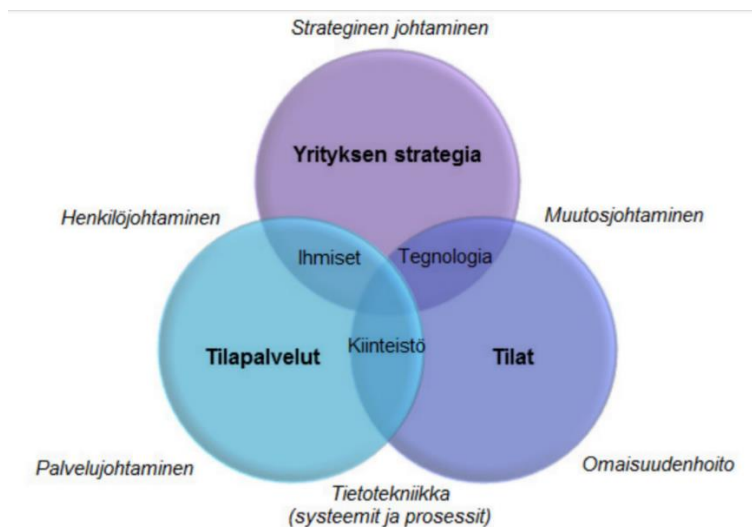 Strateginen johtaminen
Yrityksen strategia
Henkilöjohtaminen
Muutosjohtaminen
Ihmiset
Tegnologia
Tilapalvelut
Kiinteistö
Tilat
Palvelujohtaminen
Omaisuudenhoito
Tietotekniikka
(systeemit ja prosessit)